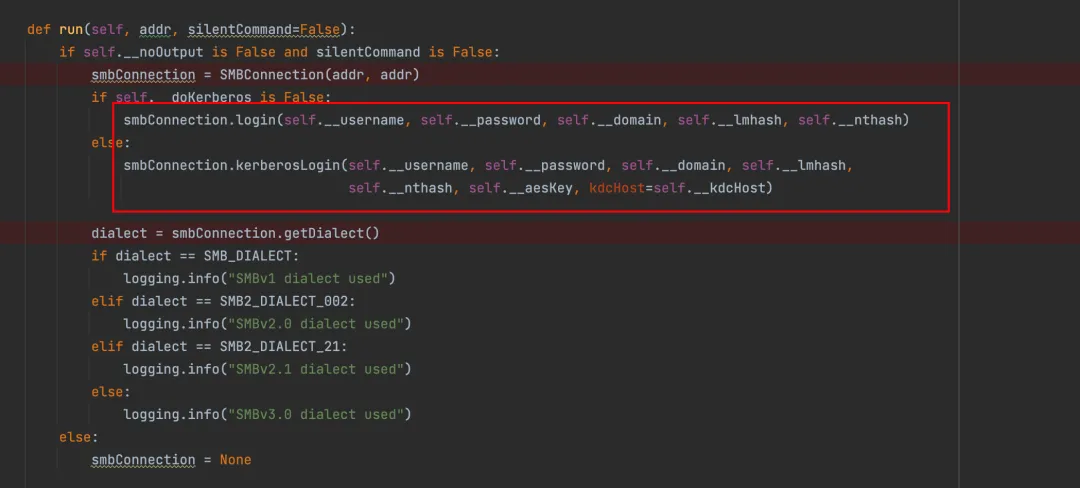 def run(self, addr, silentCommand=False):
if self.__noOutput is False and silentCommand is False:
smbConnection = SMBConnection(addr, addr)
if self.__doKerberos is False:
smbConnection.login(self.__username, self.__password, self.__domain, self.__lmhash, self.__nthash)
else:
smbConnection.kerberosLogin(self.__username, self.__password, self.__domain, self.__lmhash,
self.__nthash, self.__aesKey, kdcHost=self.__kdcHost)
dialect = smbConnection.getDialect()
if dialect == SMB_DIALECT:
logging.info("SMBv1 dialect used")
elif dialect == SMB2_DIALECT_002:
logging.info("SMBv2.0 dialect used")
elif dialect == SMB2_DIALECT_21:
logging.info("SMBv2.1 dialect used")
else:
logging.info("SMBv3.0 dialect used")
else:
smbConnection = None